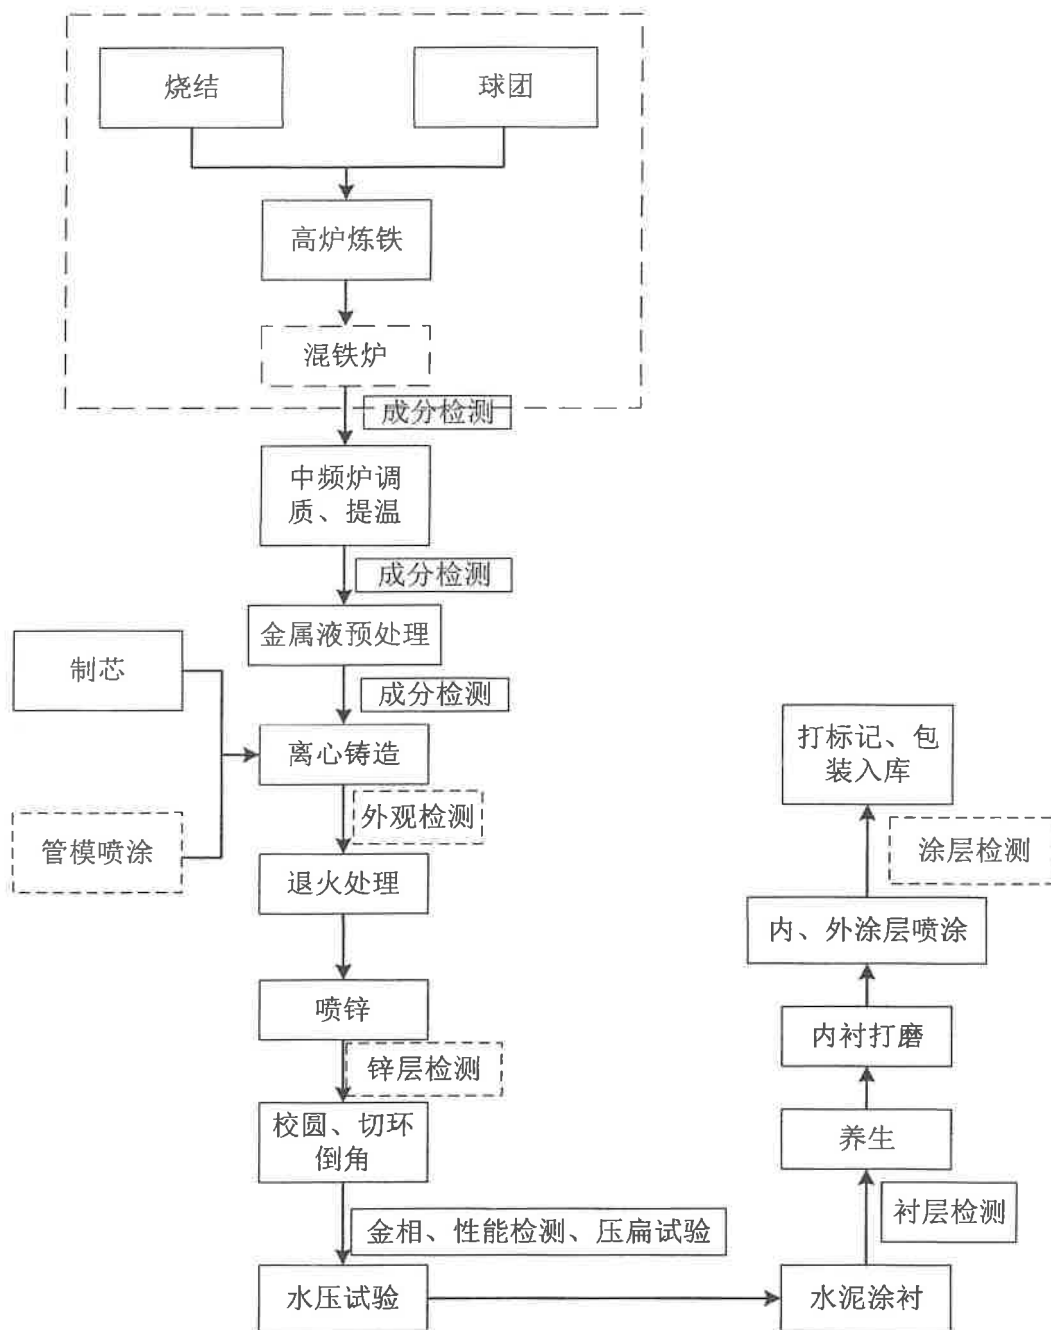 烧结
球团
高炉炼铁
混铁炉
成分检测
中频炉调
质、提温
成分检测
金属液预处理
制芯
成分检测
离心铸造
管模喷涂
外观检测
退火处理
喷锌
锌层检测
校圆、切环
倒角
金相、性能检测、压扁试验
水压试验
水泥涂衬
衬层检测
养生
内衬打磨
内、外涂层喷涂
涂层检测
打标记、包
装入库